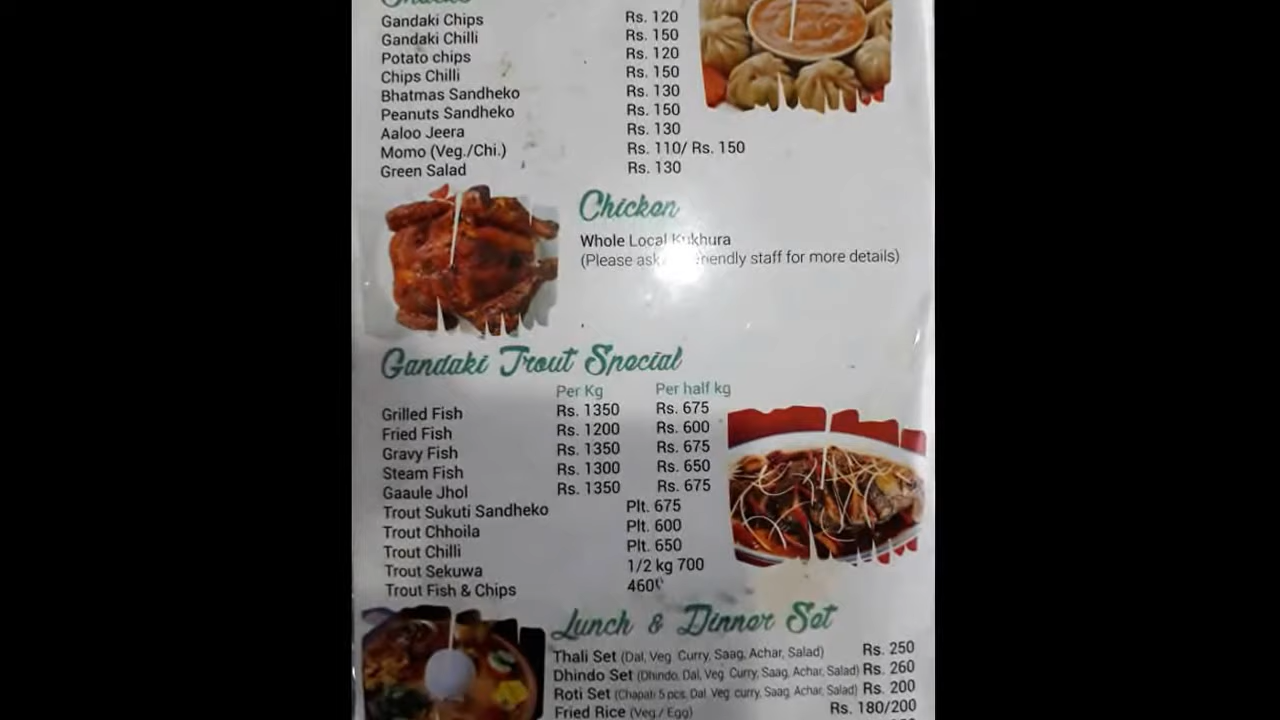 Snacks
Gandaki Chips Rs. 120
Gandaki Chilli Rs. 150
Potato chips Rs. 120
Chips Chilli Rs. 150
Bhatmas Sandheko Rs. 130
Peanuts Sandheko Rs. 150
Aaloo Jeera Rs. 130
Momo (Veg./Chi.) Rs. 110/ Rs. 150
Green Salad Rs. 130
Chicken
Whole Local Kukhura
(Please ask friendly staff for more details)
Gandaki Trout Special
Per Kg Per half kg
Grilled Fish Rs. 1350 Rs. 675
Fried Fish Rs. 1200 Rs. 600
Gravy Fish Rs. 1350 Rs. 675
Steam Fish Rs. 1300 Rs. 650
Gaaule Jhol Rs. 1350 Rs. 675
Trout Sukuti Sandheko Plt. 675
Trout Chhoila Plt. 600
Trout Chilli Plt. 650
Trout Sekuwa 1/2 kg 700
Trout Fish & Chips 460
Lunch & Dinner Set
Thali Set (Dal, Veg. Curry, Saag, Achar, Salad) Rs. 250
Dhindo Set (Dhindo, Dal, Veg. Curry, Saag, Achar, Salad) Rs. 260
Roti Set (Chapati 5 pcs, Dal, Veg. curry, Saag, Achar, Salad) Rs. 200
Fried Rice (Veg./ Egg) Rs. 180/200